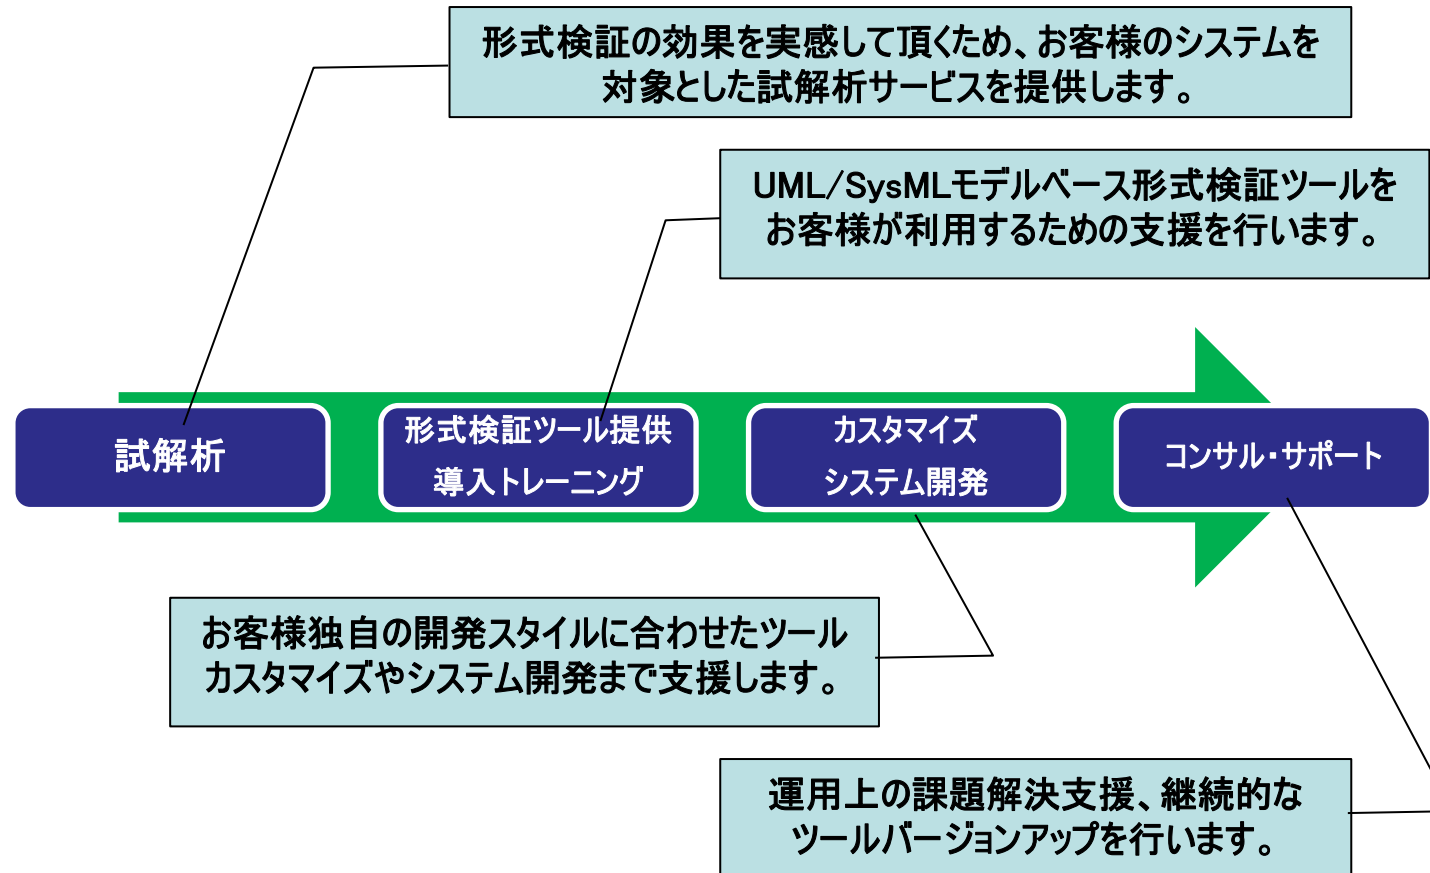 形式検証の効果を実感して頂くため、お客様のシステムを
対象とした試解析サービスを提供します。
UML/SysMLモデルベース形式検証ツールを
お客様が利用するための支援を行います。
試解析
形式検証ツール提供
導入トレーニング
カスタマイズ
システム開発
コンサル・サポート
お客様独自の開発スタイルに合わせたツール
カスタマイズやシステム開発まで支援します。
運用上の課題解決支援、継続的な
ツールバージョンアップを行います。